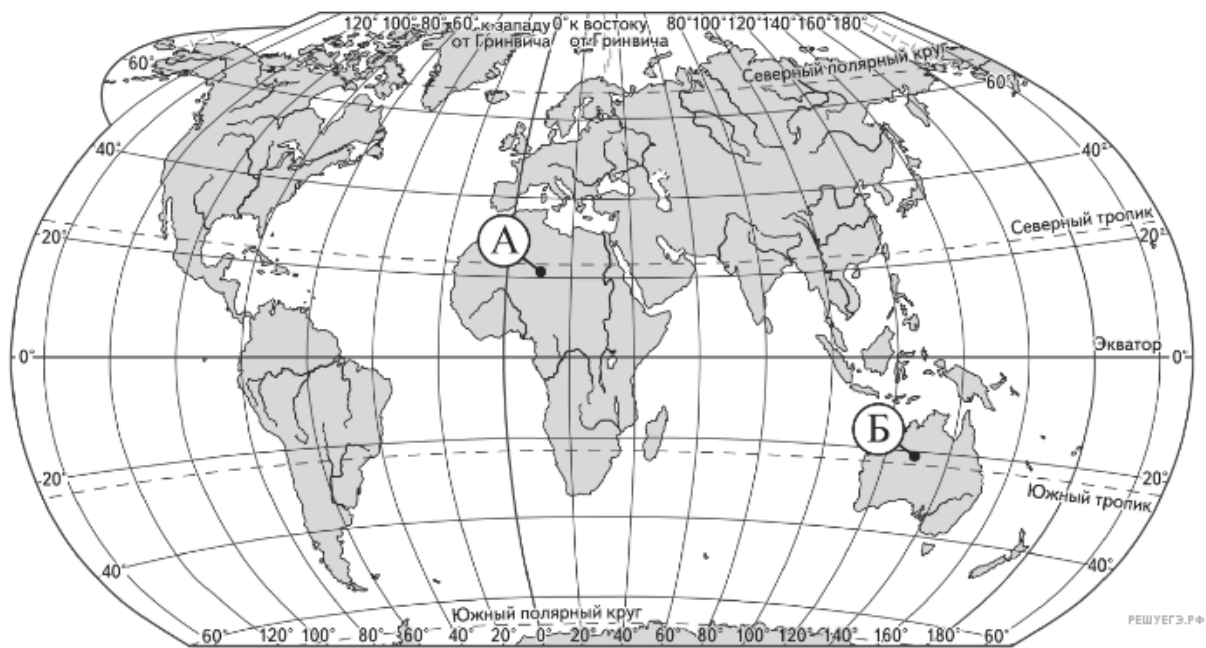 120° 100° 80° 60° к западу 0° к востоку 80° 100° 120° 140° 160° 180°
от Гринвича от Гринвича
Северный полярный круг
60° 60°
40° 40°
А
Северный тропик
20° 20°
Экватор
0° 0°
Б
20° 20°
Южный тропик
40° 40°
Южный полярный круг
60° 120° 100° 80° 60° 40° 20° 0° 20° 40° 60° 80° 100° 120° 140° 160° 180° 60°
РЕШУЕГЭ.РФ